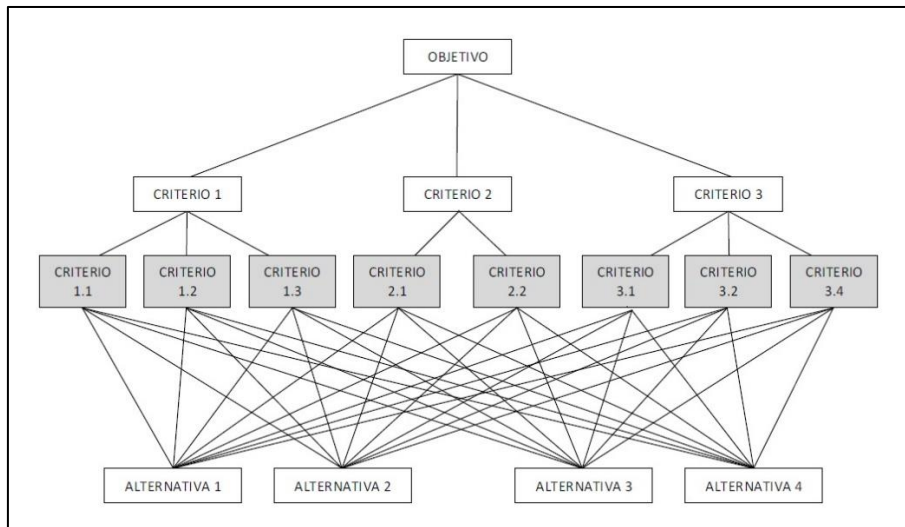 OBJETIVO
CRITERIO 1
CRITERIO 2
CRITERIO 3
CRITERIO
1.1
CRITERIO
1.2
CRITERIO
1.3
CRITERIO
2.1
CRITERIO
2.2
CRITERIO
3.1
CRITERIO
3.2
CRITERIO
3.4
ALTERNATIVA 1
ALTERNATIVA 2
ALTERNATIVA 3
ALTERNATIVA 4